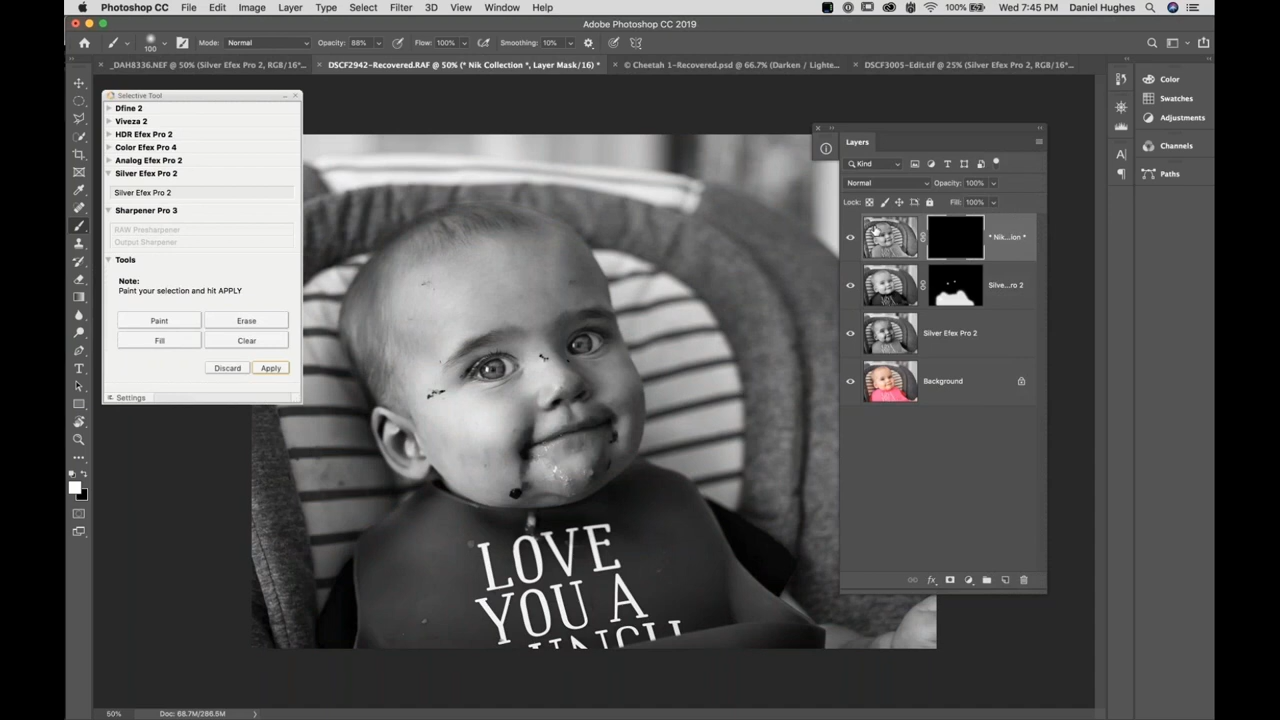 Photoshop CC File Edit Image Layer Type Select Filter 3D View Window Help 100% Wed 7:45 PM Daniel Hughes
Adobe Photoshop CC 2019
100 Mode: Normal Opacity: 88% Flow: 100% Smoothing: 10%
_DAH8336.NEF @ 50% (Silver Efex Pro 2, RGB/16*... DSCF2942-Recovered.RAF @ 50% (* Nik Collection *, Layer Mask/16) * © Cheetah 1-Recovered.psd @ 66.7% (Darken / Lighte... DSCF3005-Edit.tif @ 25% (Silver Efex Pro 2, RGB/16*...
Selective Tool
Dfine 2
Viveza 2
HDR Efex Pro 2
Color Efex Pro 4
Analog Efex Pro 2
Silver Efex Pro 2
Silver Efex Pro 2
Sharpener Pro 3
RAW Presharpener
Output Sharpener
Tools
Note:
Paint your selection and hit APPLY
Paint Erase
Fill Clear
Discard Apply
Settings
LOVE
YOU A
Layers
Kind
Normal Opacity: 100%
Lock: Fill: 100%
* Nik...ion *
Silve...ro 2
Silver Efex Pro 2
Background
Color
Swatches
Adjustments
Channels
Paths
50% Doc: 68.7M/286.5M